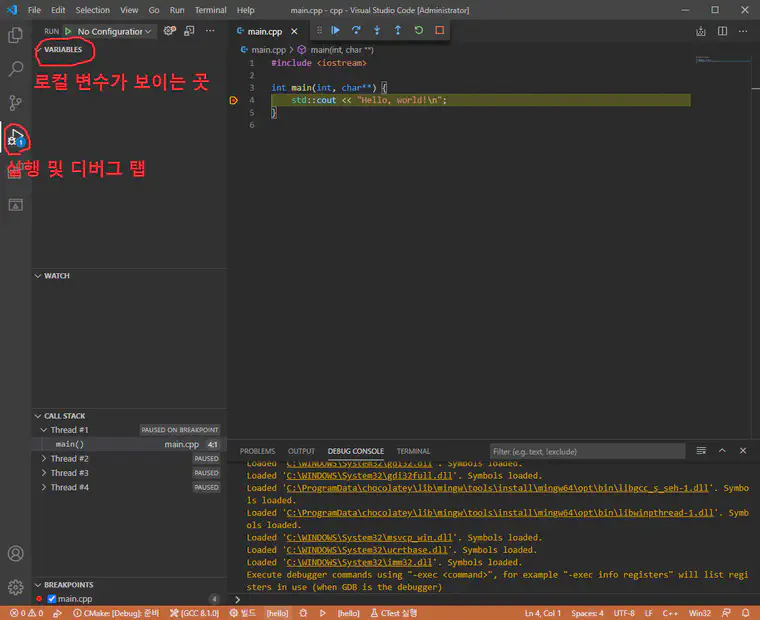 File Edit Selection View Go Run Terminal Help main.cpp - cpp - Visual Studio Code [Administrator]
RUN No Configuration
VARIABLES
로컬 변수가 보이는 곳
1
실행 및 디버그 탭
WATCH
CALL STACK
Thread #1 PAUSED ON BREAKPOINT
main() main.cpp 4:1
Thread #2 PAUSED
Thread #3 PAUSED
Thread #4 PAUSED
BREAKPOINTS
main.cpp 4
main.cpp
main.cpp > main(int, char **)
1 #include <iostream>
2
3 int main(int, char**) {
4 std::cout << "Hello, world!\n";
5 }
6
PROBLEMS OUTPUT DEBUG CONSOLE TERMINAL Filter (e.g. text, !exclude)
Loaded 'C:\WINDOWS\System32\gdi32.dll'. Symbols loaded.
Loaded 'C:\WINDOWS\System32\gdi32full.dll'. Symbols loaded.
Loaded 'C:\ProgramData\chocolatey\lib\mingw\tools\install\mingw64\opt\bin\libgcc_s_seh-1.dll'. Symbo
ls loaded.
Loaded 'C:\ProgramData\chocolatey\lib\mingw\tools\install\mingw64\opt\bin\libwinpthread-1.dll'. Symb
ols loaded.
Loaded 'C:\WINDOWS\System32\msvcp_win.dll'. Symbols loaded.
Loaded 'C:\WINDOWS\System32\ucrtbase.dll'. Symbols loaded.
Loaded 'C:\WINDOWS\System32\imm32.dll'. Symbols loaded.
Execute debugger commands using "-exec <command>", for example "-exec info registers" will list regi
sters in use (when GDB is the debugger)
0 0 CMake: [Debug]: 준비 [GCC 8.1.0] 빌드 [hello] [hello] CTest 실행 Ln 4, Col 1 Spaces: 4 UTF-8 LF C++ Win32